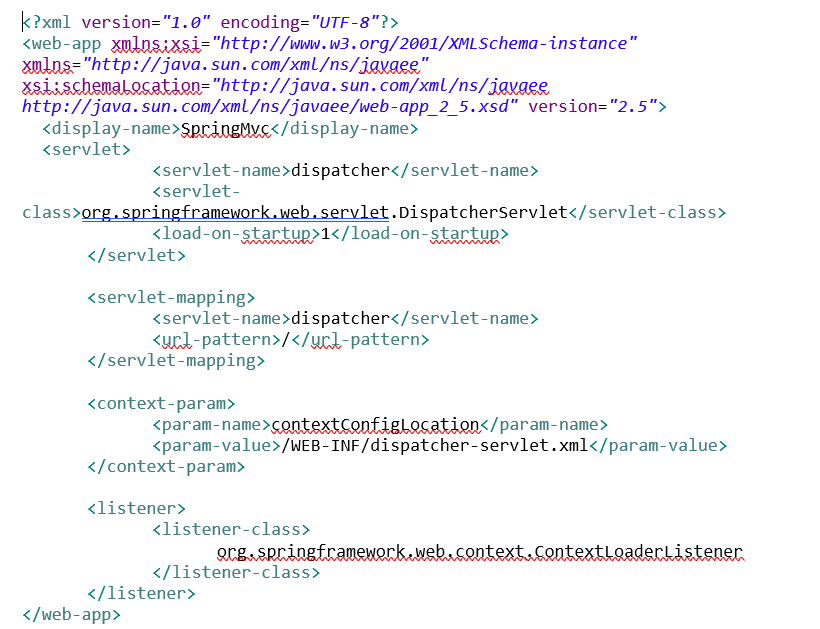 <?xml version="1.0" encoding="UTF-8"?>
<web-app xmlns:xsi="http://www.w3.org/2001/XMLSchema-instance"
xmlns="http://java.sun.com/xml/ns/javaee"
xsi:schemaLocation="http://java.sun.com/xml/ns/javaee
http://java.sun.com/xml/ns/javaee/web-app_2_5.xsd" version="2.5">
<display-name>SpringMvc</display-name>
<servlet>
<servlet-name>dispatcher</servlet-name>
<servlet-
class>org.springframework.web.servlet.DispatcherServlet</servlet-class>
<load-on-startup>1</load-on-startup>
</servlet>
<servlet-mapping>
<servlet-name>dispatcher</servlet-name>
<url-pattern>/</url-pattern>
</servlet-mapping>
<context-param>
<param-name>contextConfigLocation</param-name>
<param-value>/WEB-INF/dispatcher-servlet.xml</param-value>
</context-param>
<listener>
<listener-class>
org.springframework.web.context.ContextLoaderListener
</listener-class>
</listener>
</web-app>